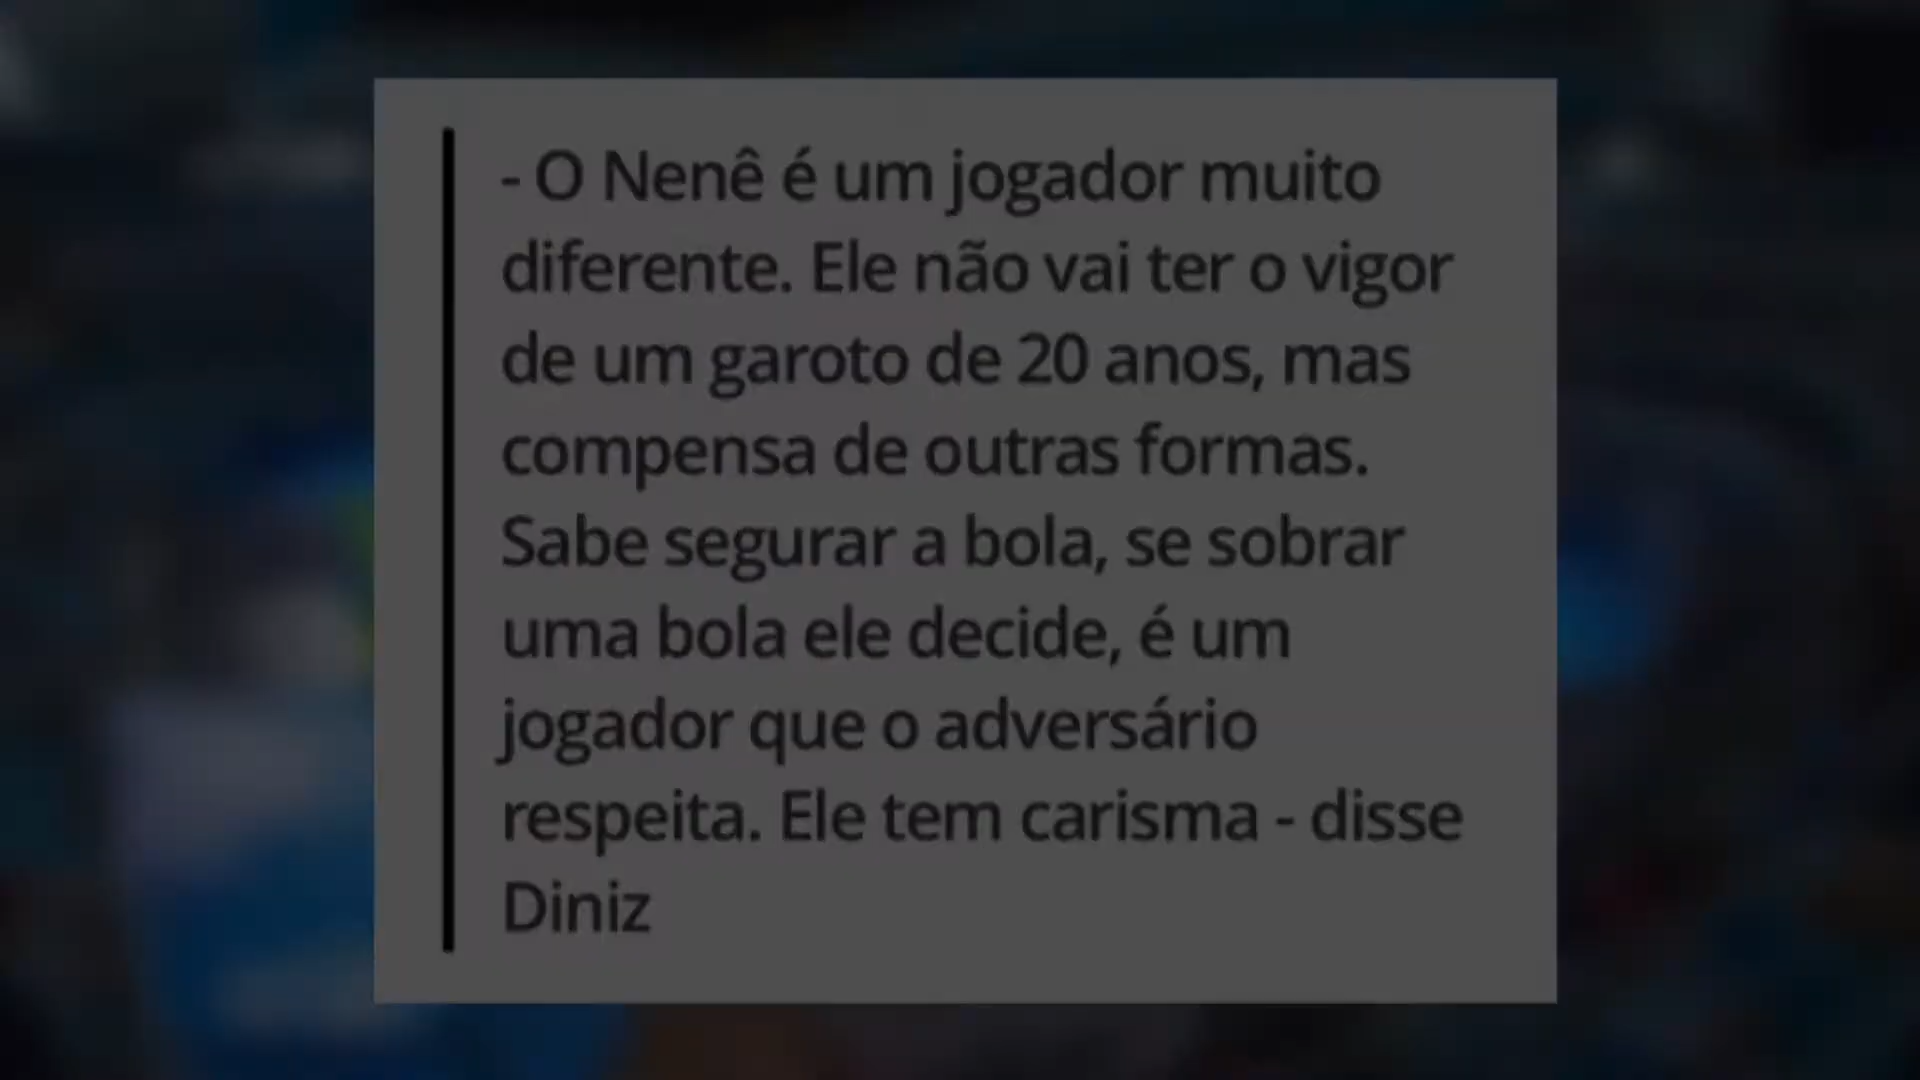 - O Nenê é um jogador muito
diferente. Ele não vai ter o vigor
de um garoto de 20 anos, mas
compensa de outras formas.
Sabe segurar a bola, se sobrar
uma bola ele decide, é um
jogador que o adversário
respeita. Ele tem carisma - disse
Diniz